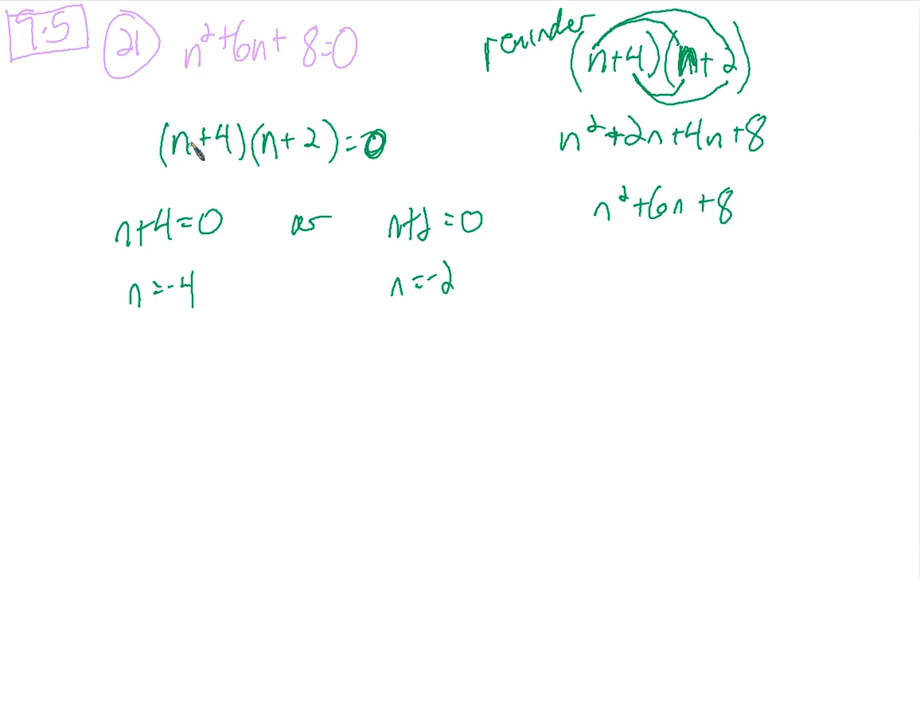 9.5 21 n²+6n+8=0
reminder (n+4)(n+2)
(n+4)(n+2)=0
n²+2n+4n+8
n+4=0 or n+2=0
n²+6n+8
n=-4 n=-2